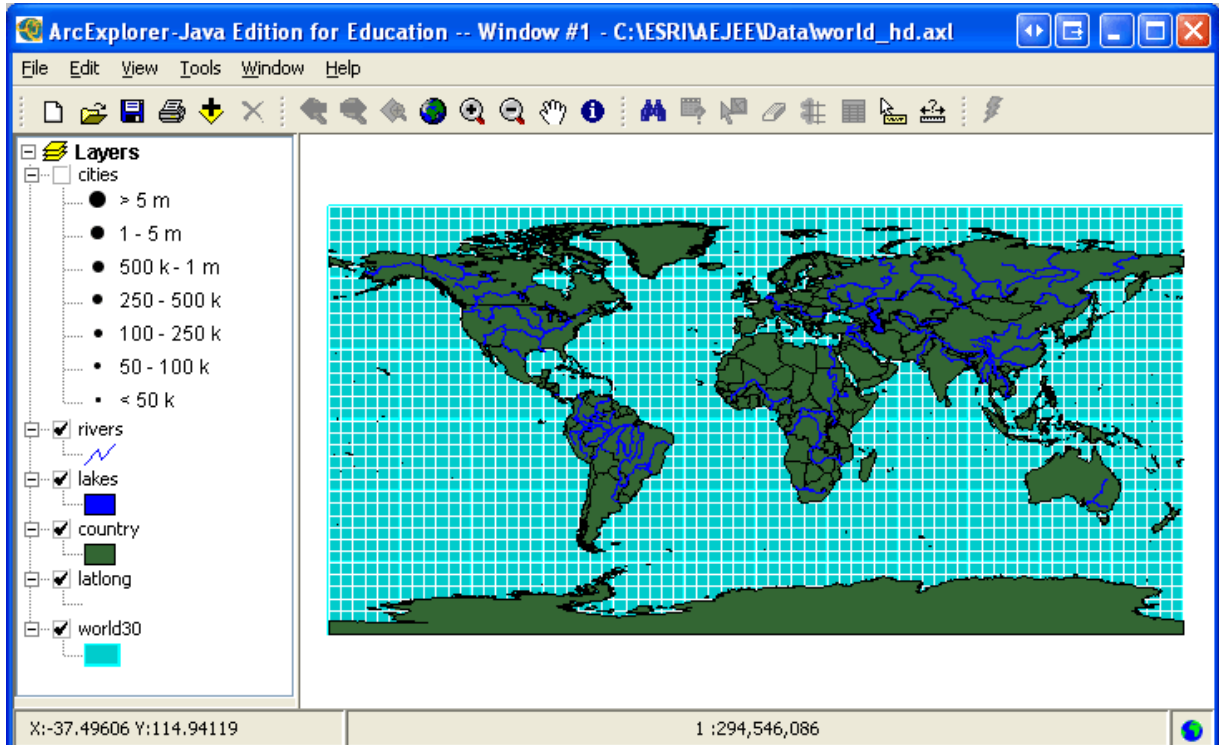 ArcExplorer-Java Edition for Education -- Window #1 - C:\ESRI\AEJEE\Data\world_hd.axl
File Edit View Tools Window Help
Layers
cities
> 5 m
1 - 5 m
500 k - 1 m
250 - 500 k
100 - 250 k
50 - 100 k
< 50 k
rivers
lakes
country
latlong
world30
X:-37.49606 Y:114.94119
1 :294,546,086